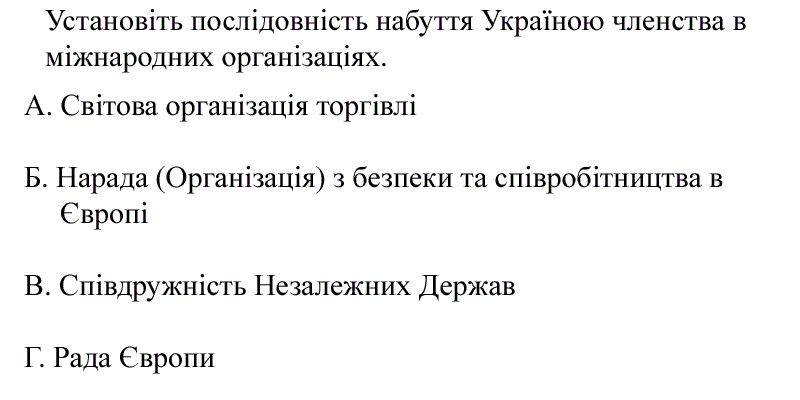 Установіть послідовність набуття Україною членства в
міжнародних організаціях.
А. Світова організація торгівлі
Б. Нарада (Організація) з безпеки та співробітництва в
Європі
В. Співдружність Незалежних Держав
Г. Рада Європи